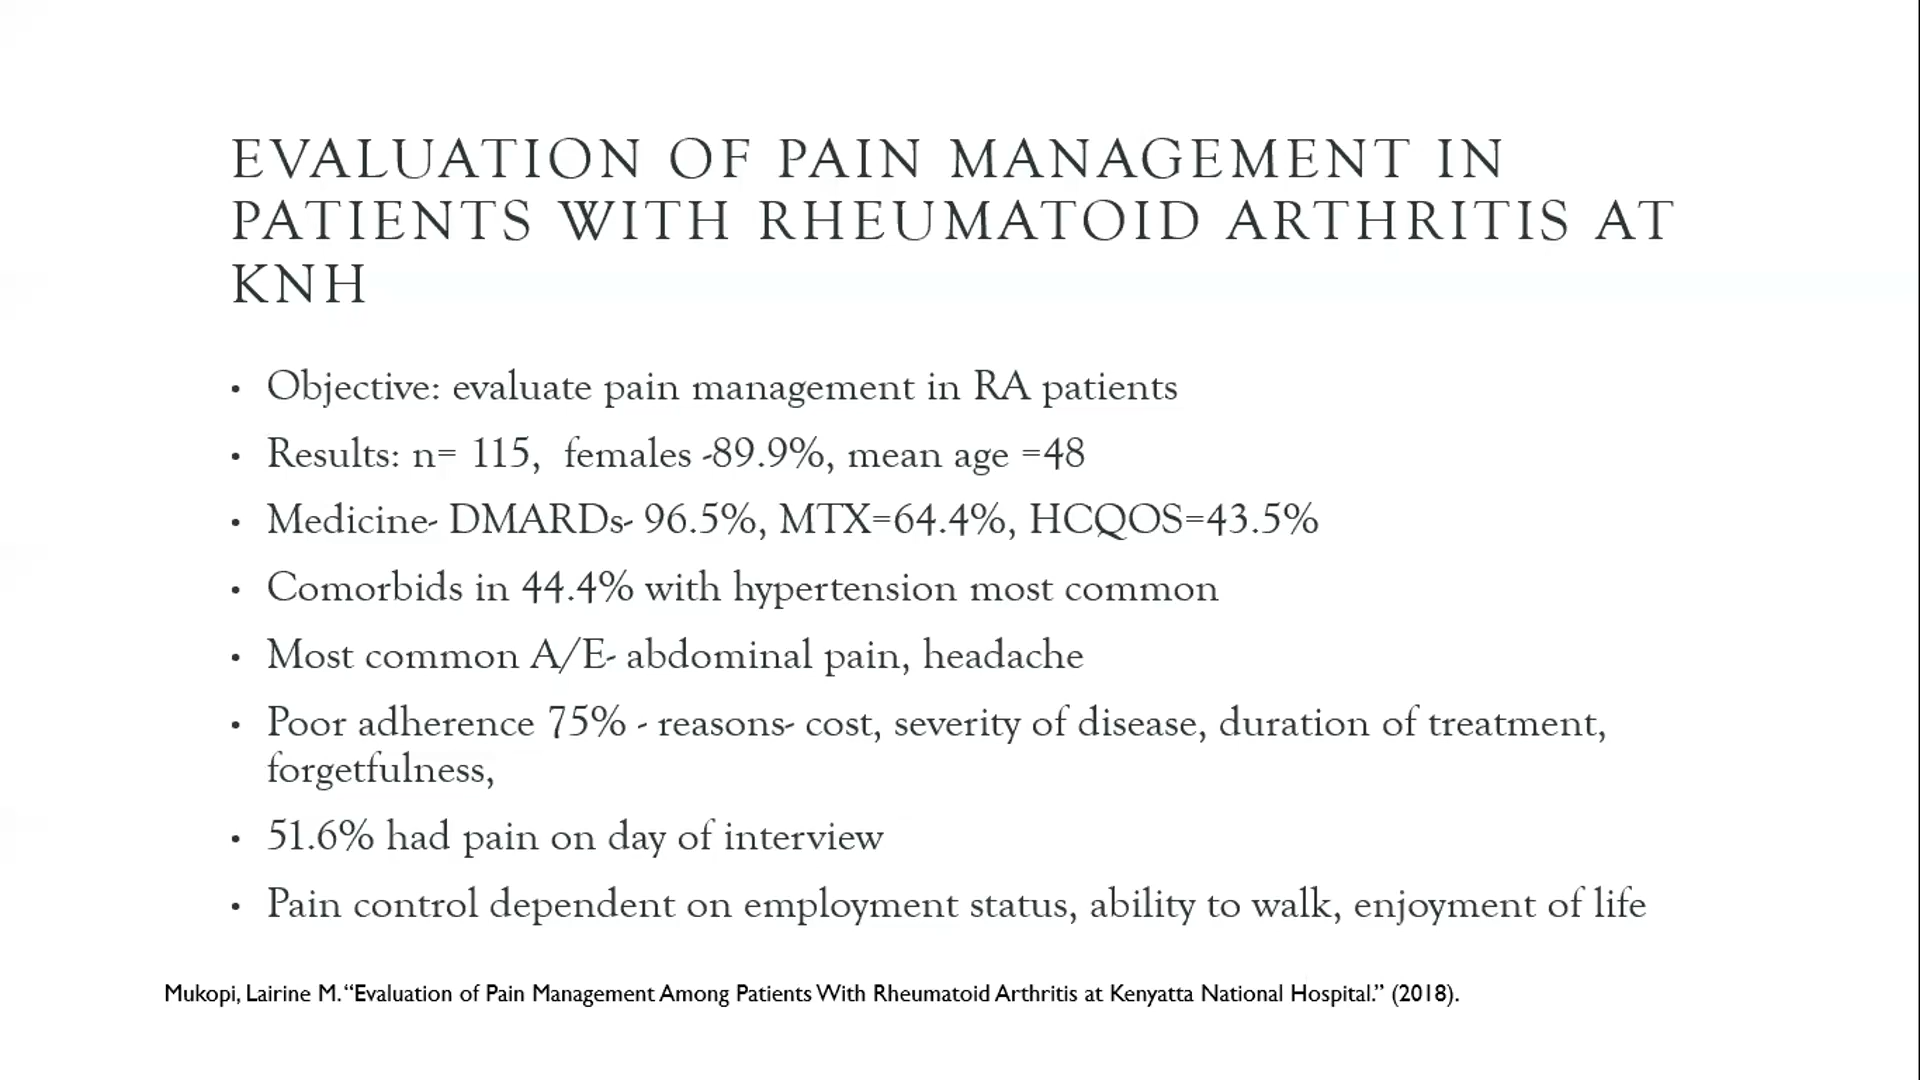 EVALUATION OF PAIN MANAGEMENT IN
PATIENTS WITH RHEUMATOID ARTHRITIS AT
KNH
• Objective: evaluate pain management in RA patients
• Results: n= 115, females -89.9%, mean age =48
• Medicine- DMARDs- 96.5%, MTX=64.4%, HCQOS=43.5%
• Comorbids in 44.4% with hypertension most common
• Most common A/E- abdominal pain, headache
• Poor adherence 75% - reasons- cost, severity of disease, duration of treatment,
forgetfulness,
• 51.6% had pain on day of interview
• Pain control dependent on employment status, ability to walk, enjoyment of life
Mukopi, Lairine M. “Evaluation of Pain Management Among Patients With Rheumatoid Arthritis at Kenyatta National Hospital.” (2018).